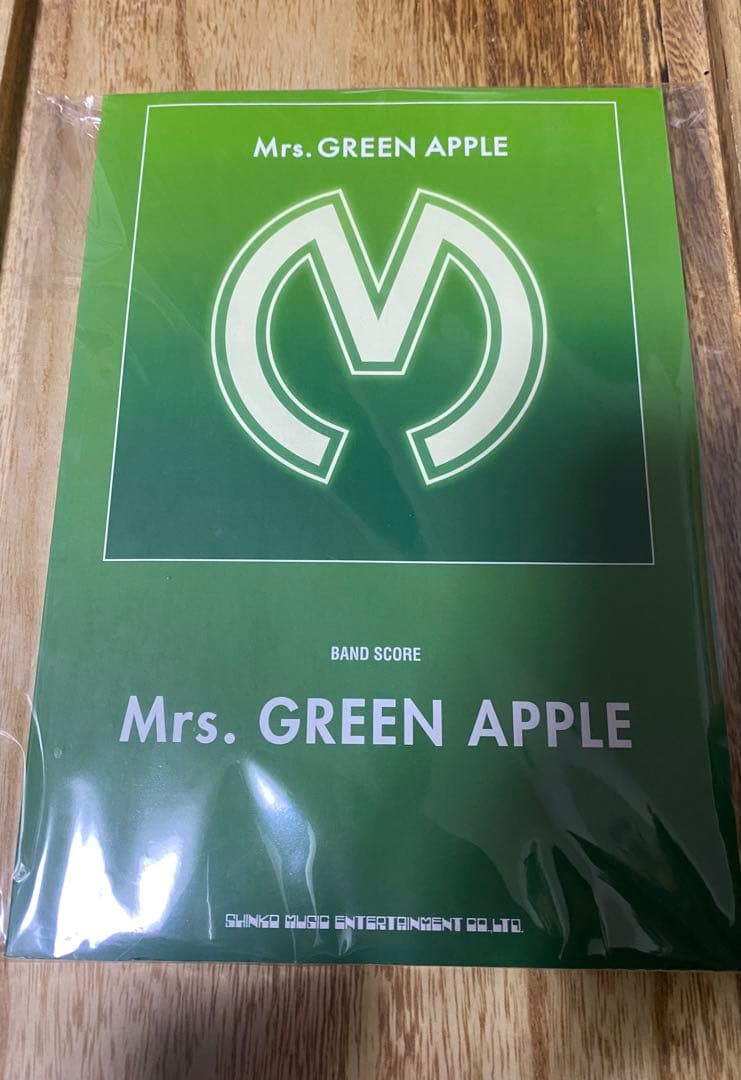 Mrs. GREEN APPLE
BAND SCORE
Mrs. GREEN APPLE
SHINKO MUSIC ENTERTAINMENT CO.,LTD.